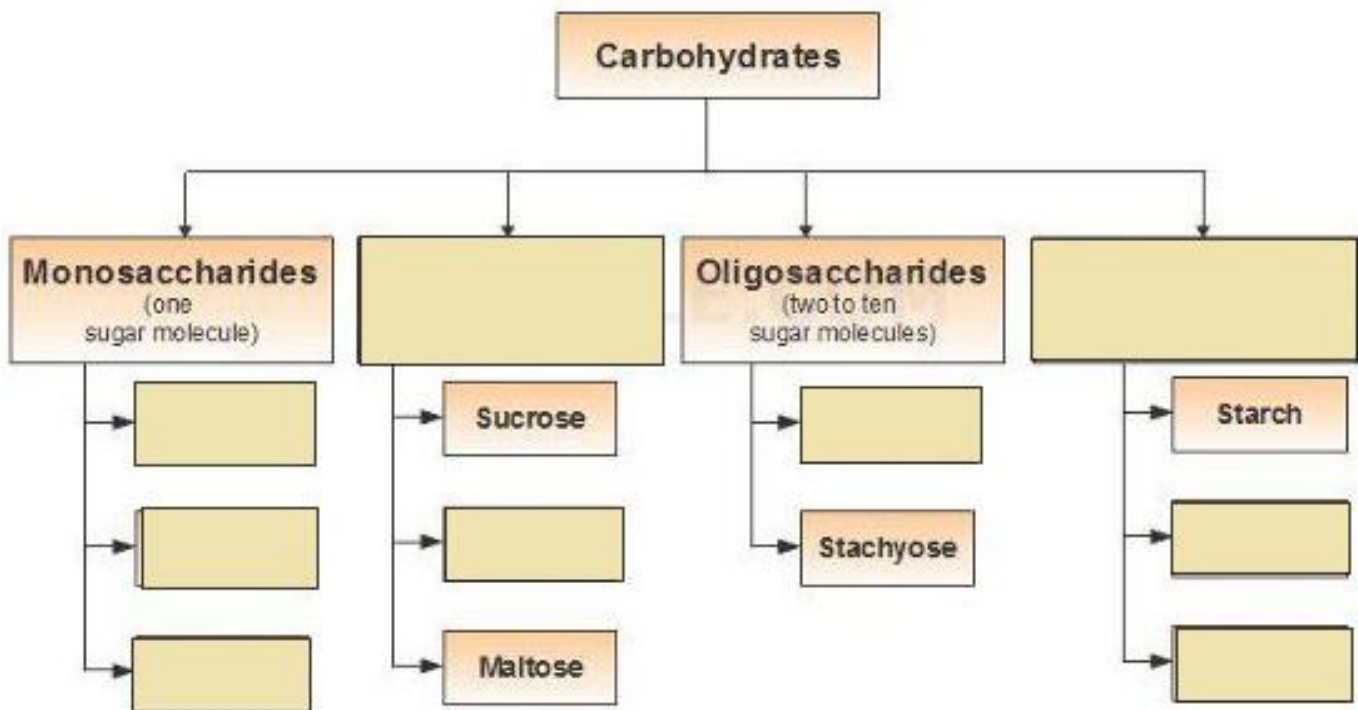 Carbohydrates
Monosaccharides
(one
sugar molecule)
Oligosaccharides
(two to ten
sugar molecules)
Sucrose
Starch
Stachyose
Maltose